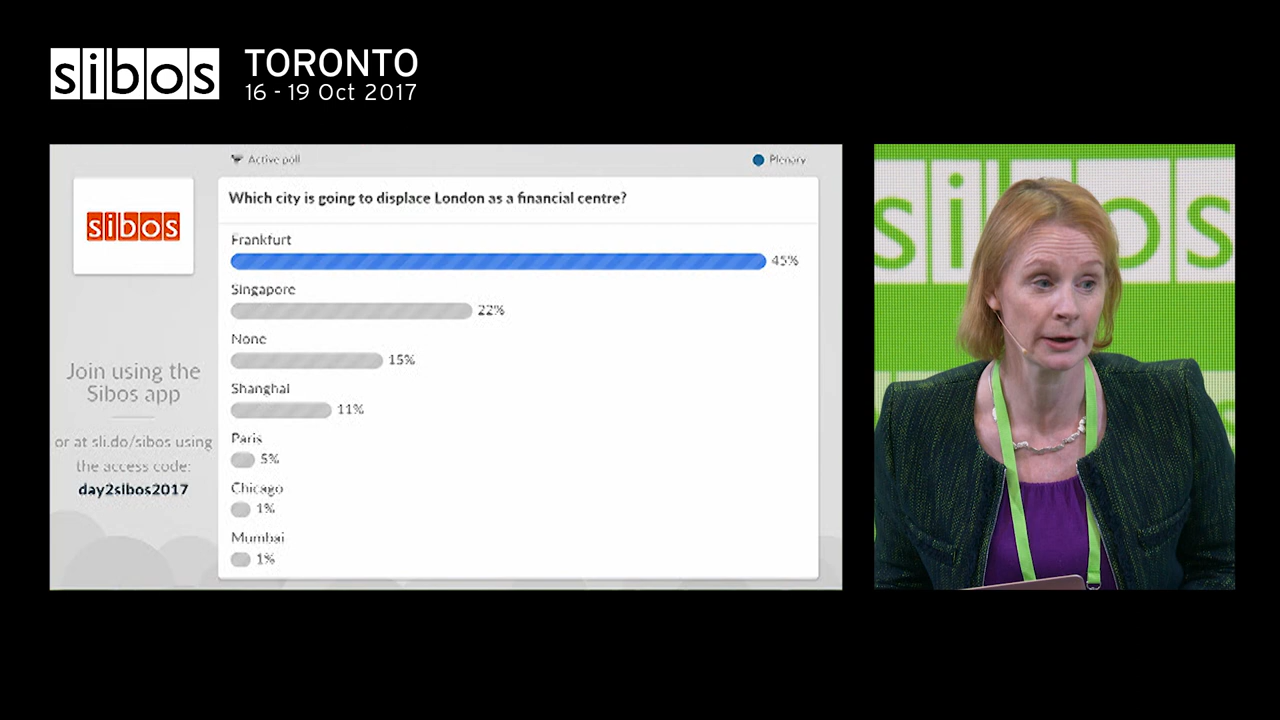 sibos TORONTO
16 - 19 Oct 2017
Active poll
Plenary
sibos
Which city is going to displace London as a financial centre?
Frankfurt
45%
Singapore
22%
None
15%
Shanghai
11%
Paris
5%
Chicago
1%
Mumbai
1%
Join using the
Sibos app
or at sli.do/sibos using
the access code:
day2sibos2017
sibos